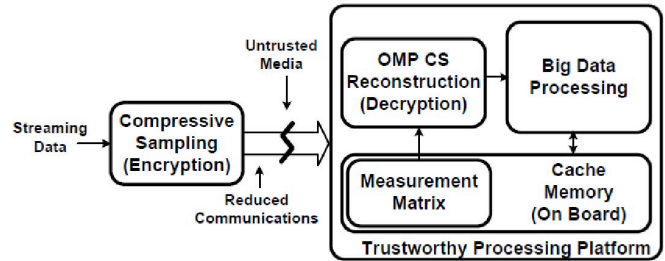 Streaming
Data
Compressive
Sampling
(Encryption)
Untrusted
Media
Reduced
Communications
OMP CS
Reconstruction
(Decryption)
Big Data
Processing
Measurement
Matrix
Cache
Memory
(On Board)
Trustworthy Processing Platform